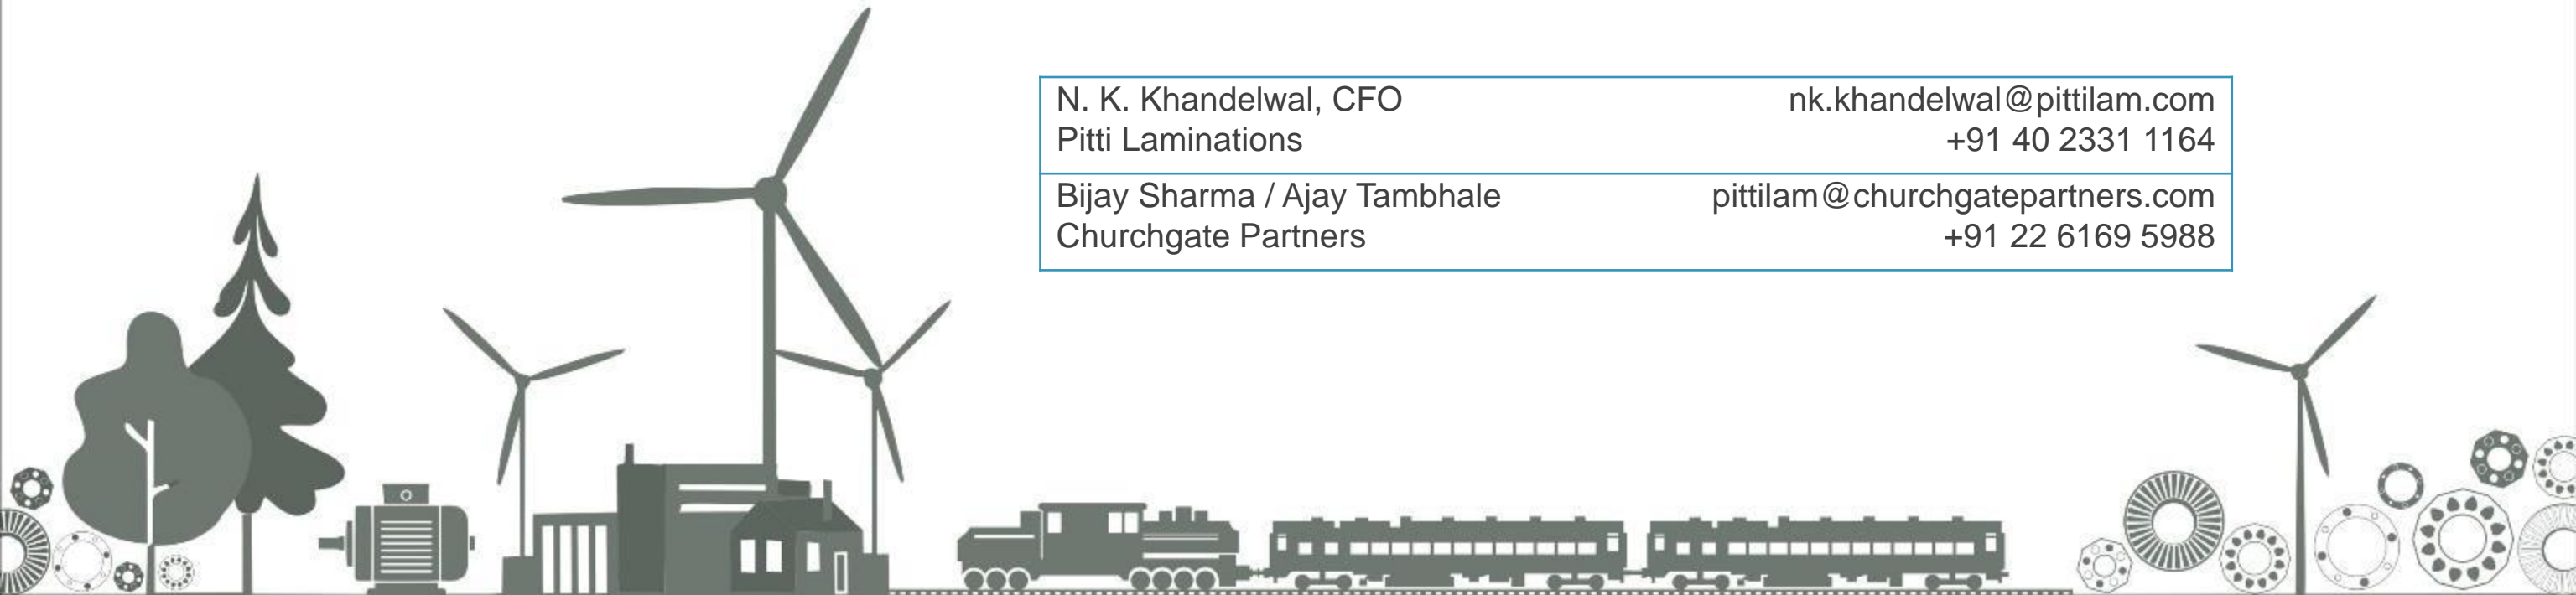 N. K. Khandelwal, CFO nk.khandelwal@pittilam.com
Pitti Laminations +91 40 2331 1164
Bijay Sharma / Ajay Tambhale pittilam@churchgatepartners.com
Churchgate Partners +91 22 6169 5988